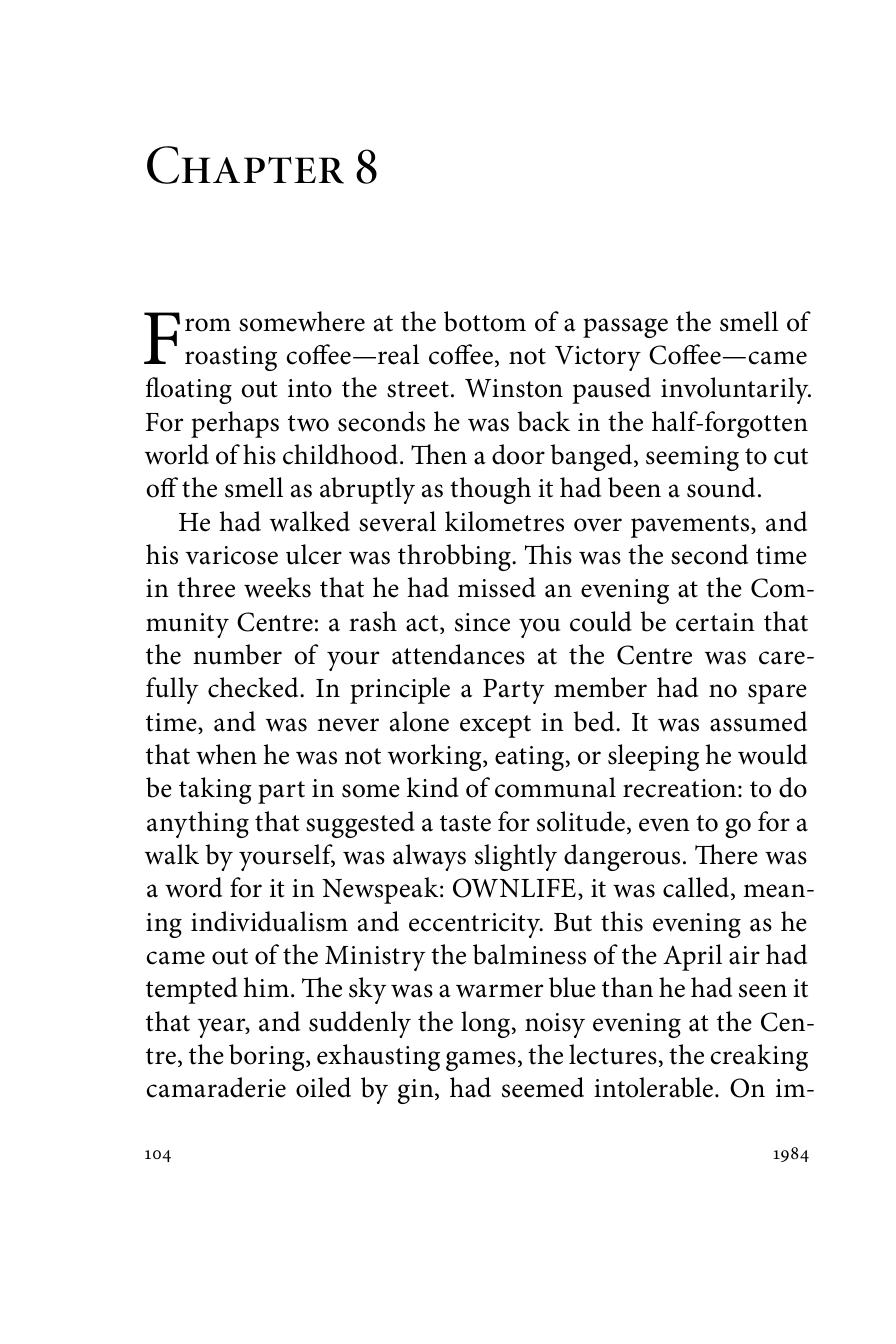 Chapter 8
From somewhere at the bottom of a passage the smell of
roasting coffee—real coffee, not Victory Coffee—came
floating out into the street. Winston paused involuntarily.
For perhaps two seconds he was back in the half-forgotten
world of his childhood. Then a door banged, seeming to cut
off the smell as abruptly as though it had been a sound.
He had walked several kilometres over pavements, and
his varicose ulcer was throbbing. This was the second time
in three weeks that he had missed an evening at the Com-
munity Centre: a rash act, since you could be certain that
the number of your attendances at the Centre was care-
fully checked. In principle a Party member had no spare
time, and was never alone except in bed. It was assumed
that when he was not working, eating, or sleeping he would
be taking part in some kind of communal recreation: to do
anything that suggested a taste for solitude, even to go for a
walk by yourself, was always slightly dangerous. There was
a word for it in Newspeak: OWNLIFE, it was called, mean-
ing individualism and eccentricity. But this evening as he
came out of the Ministry the balminess of the April air had
tempted him. The sky was a warmer blue than he had seen it
that year, and suddenly the long, noisy evening at the Cen-
tre, the boring, exhausting games, the lectures, the creaking
camaraderie oiled by gin, had seemed intolerable. On im-
104 1984